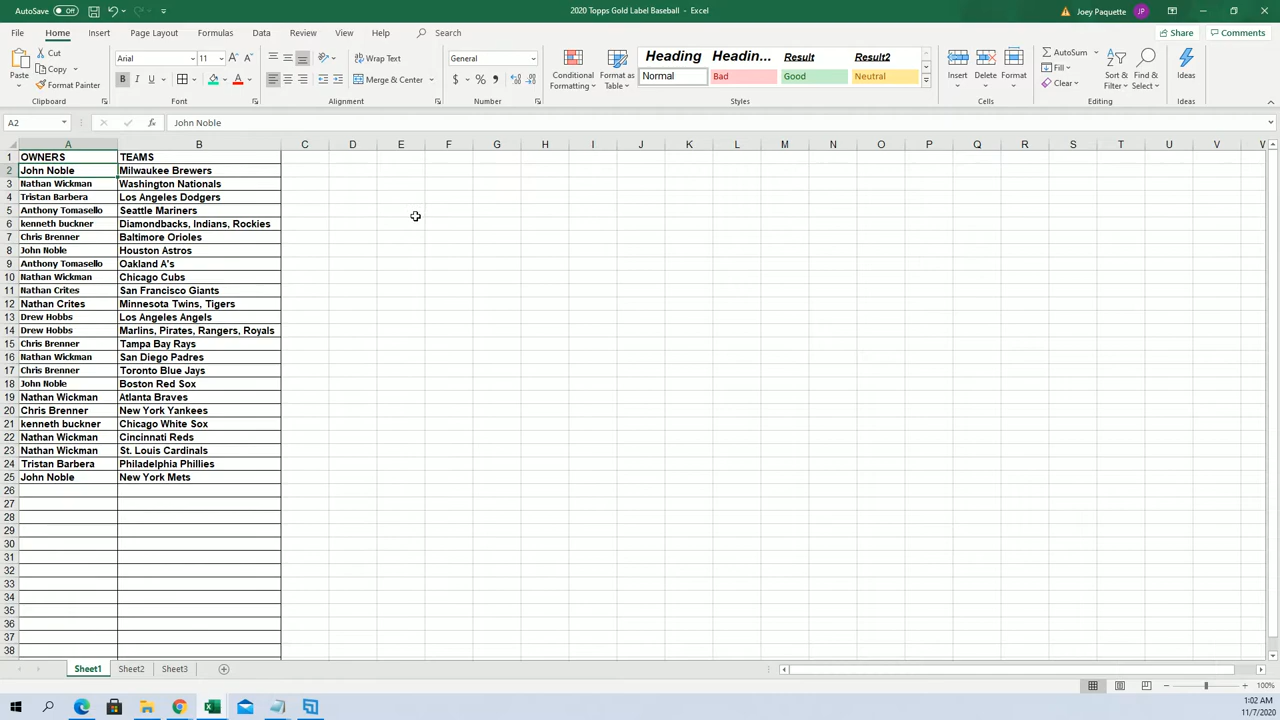 AutoSave Off 2020 Topps Gold Label Baseball - Excel Joey Paquette JP
File Home Insert Page Layout Formulas Data Review View Help Search Share Comments
Paste Cut Copy Format Painter Clipboard
Arial 11 B I U A Font
Wrap Text Merge & Center Alignment
General $ % Number
Conditional Formatting Format as Table
Heading Headin... Result Result2
Normal Bad Good Neutral Styles
Insert Delete Format Cells
AutoSum Fill Clear Sort & Filter Find & Select Editing
Ideas Ideas
A2 fx John Noble
A B C D E F G H I J K L M N O P Q R S T U V W
1 OWNERS TEAMS
2 John Noble Milwaukee Brewers
3 Nathan Wickman Washington Nationals
4 Tristan Barbera Los Angeles Dodgers
5 Anthony Tomasello Seattle Mariners
6 kenneth buckner Diamondbacks, Indians, Rockies
7 Chris Brenner Baltimore Orioles
8 John Noble Houston Astros
9 Anthony Tomasello Oakland A's
10 Nathan Wickman Chicago Cubs
11 Nathan Crites San Francisco Giants
12 Nathan Crites Minnesota Twins, Tigers
13 Drew Hobbs Los Angeles Angels
14 Drew Hobbs Marlins, Pirates, Rangers, Royals
15 Chris Brenner Tampa Bay Rays
16 Nathan Wickman San Diego Padres
17 Chris Brenner Toronto Blue Jays
18 John Noble Boston Red Sox
19 Nathan Wickman Atlanta Braves
20 Chris Brenner New York Yankees
21 kenneth buckner Chicago White Sox
22 Nathan Wickman Cincinnati Reds
23 Nathan Wickman St. Louis Cardinals
24 Tristan Barbera Philadelphia Phillies
25 John Noble New York Mets
26
27
28
29
30
31
32
33
34
35
36
37
38
Sheet1 Sheet2 Sheet3
100%
1:02 AM
11/7/2020